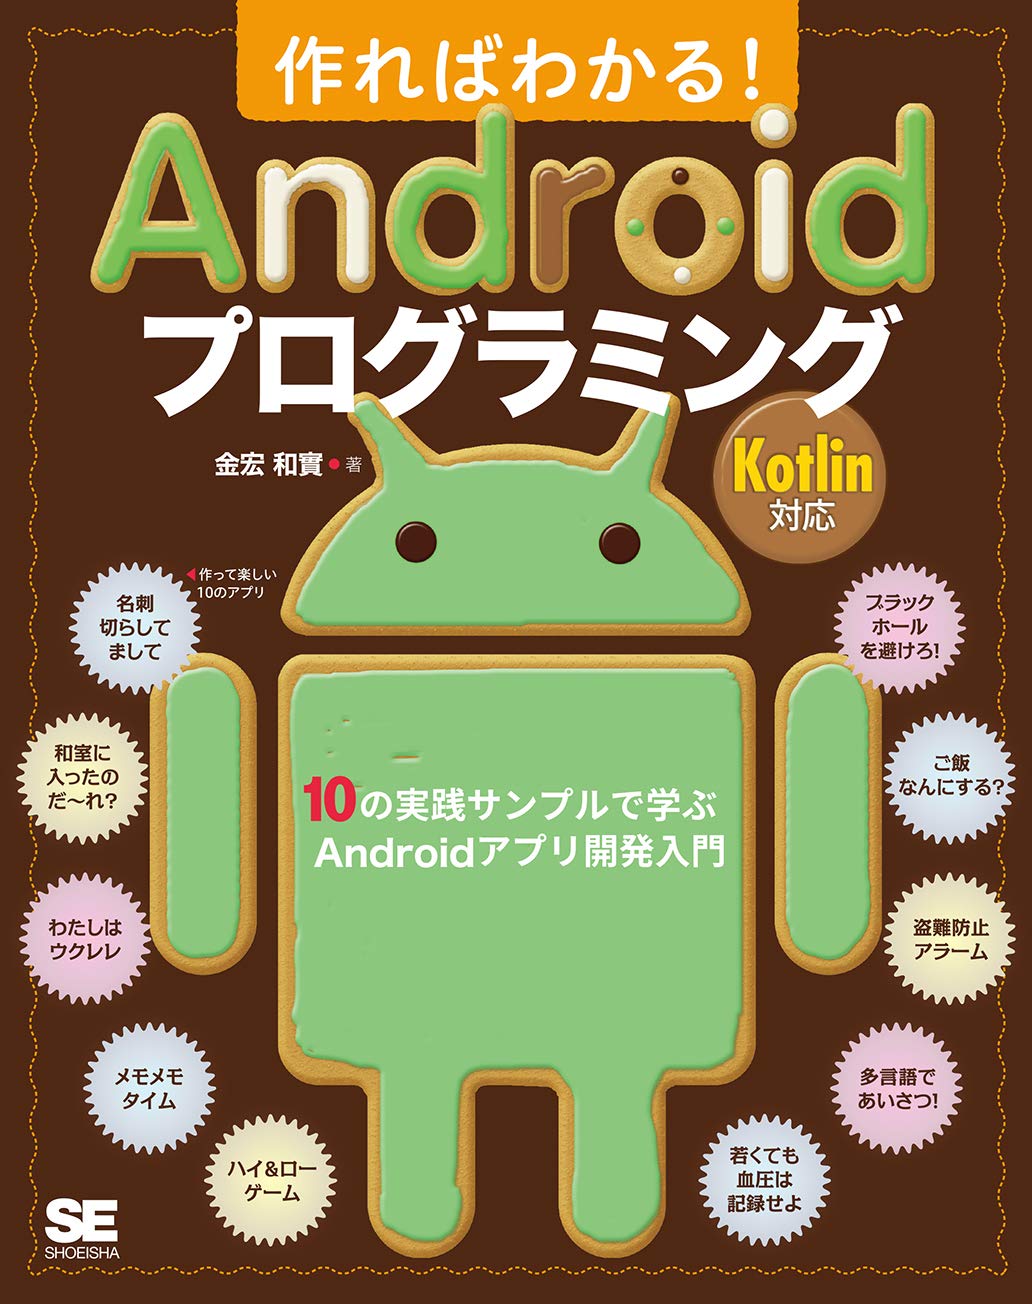 作ればわかる!
Android
プログラミング
金宏 和實●著
Kotlin
対応
◀作って楽しい
10のアプリ
名刺
切らして
まして
和室に
入ったの
だ〜れ?
わたしは
ウクレレ
メモメモ
タイム
ハイ&ロー
ゲーム
ブラック
ホール
を避けろ!
ご飯
なんにする?
盗難防止
アラーム
多言語で
あいさつ!
若くても
血圧は
記録せよ
10の実践サンプルで学ぶ
Androidアプリ開発入門
SE
SHOEISHA